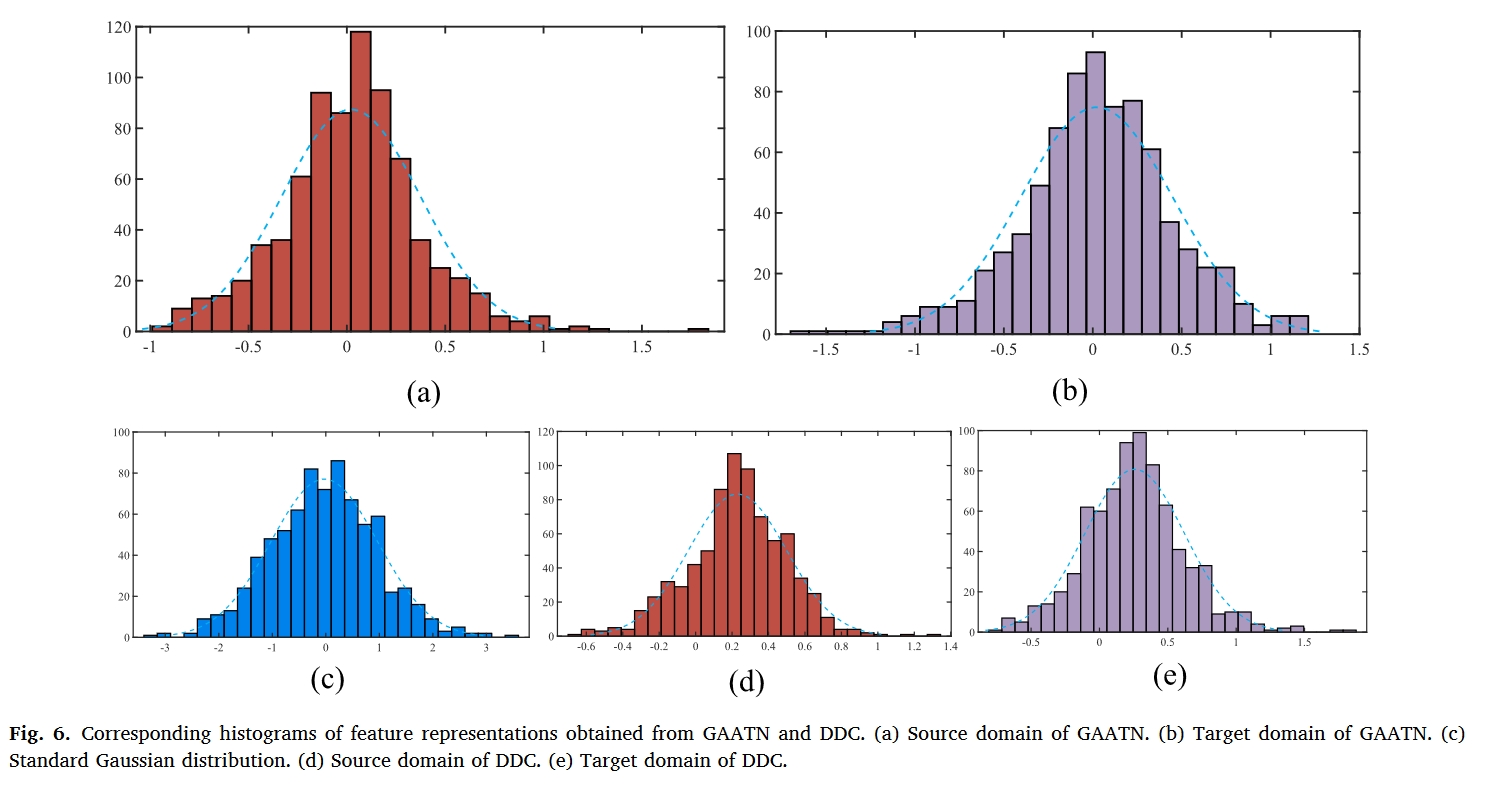 120
100
80
60
40
20
0
-1 -0.5 0 0.5 1 1.5
(a)
100
80
60
40
20
0
-1.5 -1 -0.5 0 0.5 1 1.5
(b)
100
80
60
40
20
0
-3 -2 -1 0 1 2 3
(c)
120
100
80
60
40
20
0
-0.6 -0.4 -0.2 0 0.2 0.4 0.6 0.8 1 1.2 1.4
(d)
100
80
60
40
20
0
-0.5 0 0.5 1 1.5
(e)
Fig. 6. Corresponding histograms of feature representations obtained from GAATN and DDC. (a) Source domain of GAATN. (b) Target domain of GAATN. (c)
Standard Gaussian distribution. (d) Source domain of DDC. (e) Target domain of DDC.